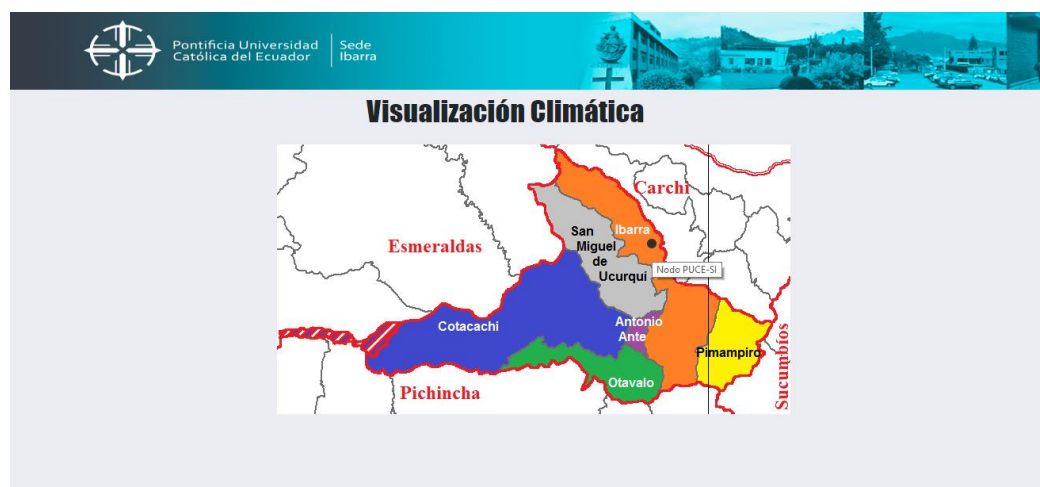 Pontificia Universidad
Católica del Ecuador
Sede
Ibarra
Visualización Climática
Carchi
Esmeraldas
San
Miguel
de
Ucurquí
Ibarra
Nodo PUCE-SI
Cotacachi
Antonio
Ante
Pimampiro
Otavalo
Pichincha
Sucumbíos